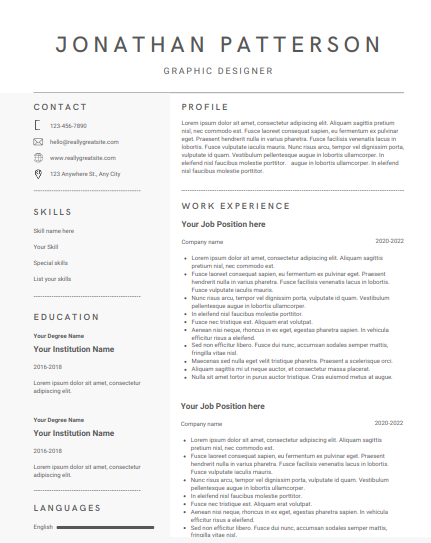 JONATHAN PATTERSON
GRAPHIC DESIGNER
CONTACT
123-456-7890
hello@reallygreatsite.com
www.reallygreatsite.com
123 Anywhere St., Any City
SKILLS
Skill name here
Your Skill
Special skills
List your skills
EDUCATION
Your Degree Name
Your Institution Name
2016-2018
Lorem ipsum dolor sit amet, consectetur
adipiscing elit.
Your Degree Name
Your Institution Name
2016-2018
Lorem ipsum dolor sit amet, consectetur
adipiscing elit.
LANGUAGES
English
PROFILE
Lorem ipsum dolor sit amet, consectetur adipiscing elit. Aliquam sagittis pretium
nisl, nec commodo est. Fusce laoreet consequat sapien, eu fermentum ex pulvinar
eget. Praesent hendrerit nulla in varius pharetra. Fusce facilisis venenatis in
lobortis. Fusce vulputate iaculis mauris. Nunc risus arcu, tempor vel dignissim porta,
vulputate id quam. Vestibulum pellentesque augue in lobortis ullamcorper. In
eleifend nisl faucibus molestie porttitor. augue in lobortis ullamcorper. In eleifend
nisl faucibus molestie porttitor.
WORK EXPERIENCE
Your Job Position here
Company name 2020-2022
• Lorem ipsum dolor sit amet, consectetur adipiscing elit. Aliquam sagittis
pretium nisl, nec commodo est.
• Fusce laoreet consequat sapien, eu fermentum ex pulvinar eget. Praesent
hendrerit nulla in varius pharetra. Fusce facilisis venenatis in lobortis.
Fusce vulputate iaculis mauris.
• Nunc risus arcu, tempor vel dignissim porta, vulputate id quam. Vestibulum
pellentesque augue in lobortis ullamcorper.
• In eleifend nisl faucibus molestie porttitor.
• Fusce nec tristique est. Aliquam erat volutpat.
• Aenean nisi neque, rhoncus in ex eget, egestas pharetra enim. In vehicula
efficitur risus a eleifend.
• Sed non efficitur libero. Fusce dui nunc, accumsan sodales semper mattis,
fringilla vitae nisl.
• Maecenas sed nulla eget velit tristique pharetra. Praesent a scelerisque orci.
• Aliquam sagittis mi ut neque auctor, et consectetur massa placerat.
• Nulla sit amet tortor in purus auctor tristique. Cras euismod metus at augue.
Your Job Position here
Company name 2020-2022
• Lorem ipsum dolor sit amet, consectetur adipiscing elit. Aliquam sagittis
pretium nisl, nec commodo est.
• Fusce laoreet consequat sapien, eu fermentum ex pulvinar eget. Praesent
hendrerit nulla in varius pharetra. Fusce facilisis venenatis in lobortis.
Fusce vulputate iaculis mauris.
• Nunc risus arcu, tempor vel dignissim porta, vulputate id quam. Vestibulum
pellentesque augue in lobortis ullamcorper.
• In eleifend nisl faucibus molestie porttitor.
• Fusce nec tristique est. Aliquam erat volutpat.
• Aenean nisi neque, rhoncus in ex eget, egestas pharetra enim. In vehicula
efficitur risus a eleifend.
• Sed non efficitur libero. Fusce dui nunc, accumsan sodales semper mattis,
fringilla vitae nisl.